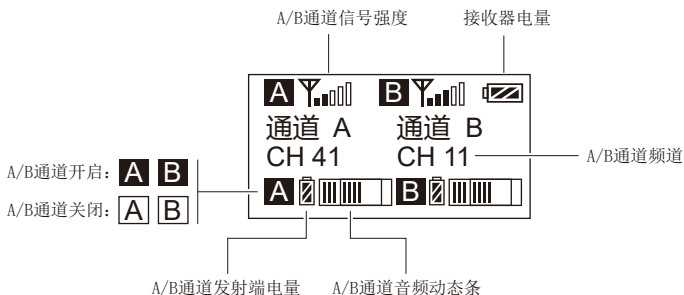 A/B通道信号强度 接收器电量
A B
通道 A 通道 B
CH 41 CH 11
A/B通道频道
A/B通道开启: A B
A/B通道关闭: A B
A B
A/B通道发射端电量 A/B通道音频动态条